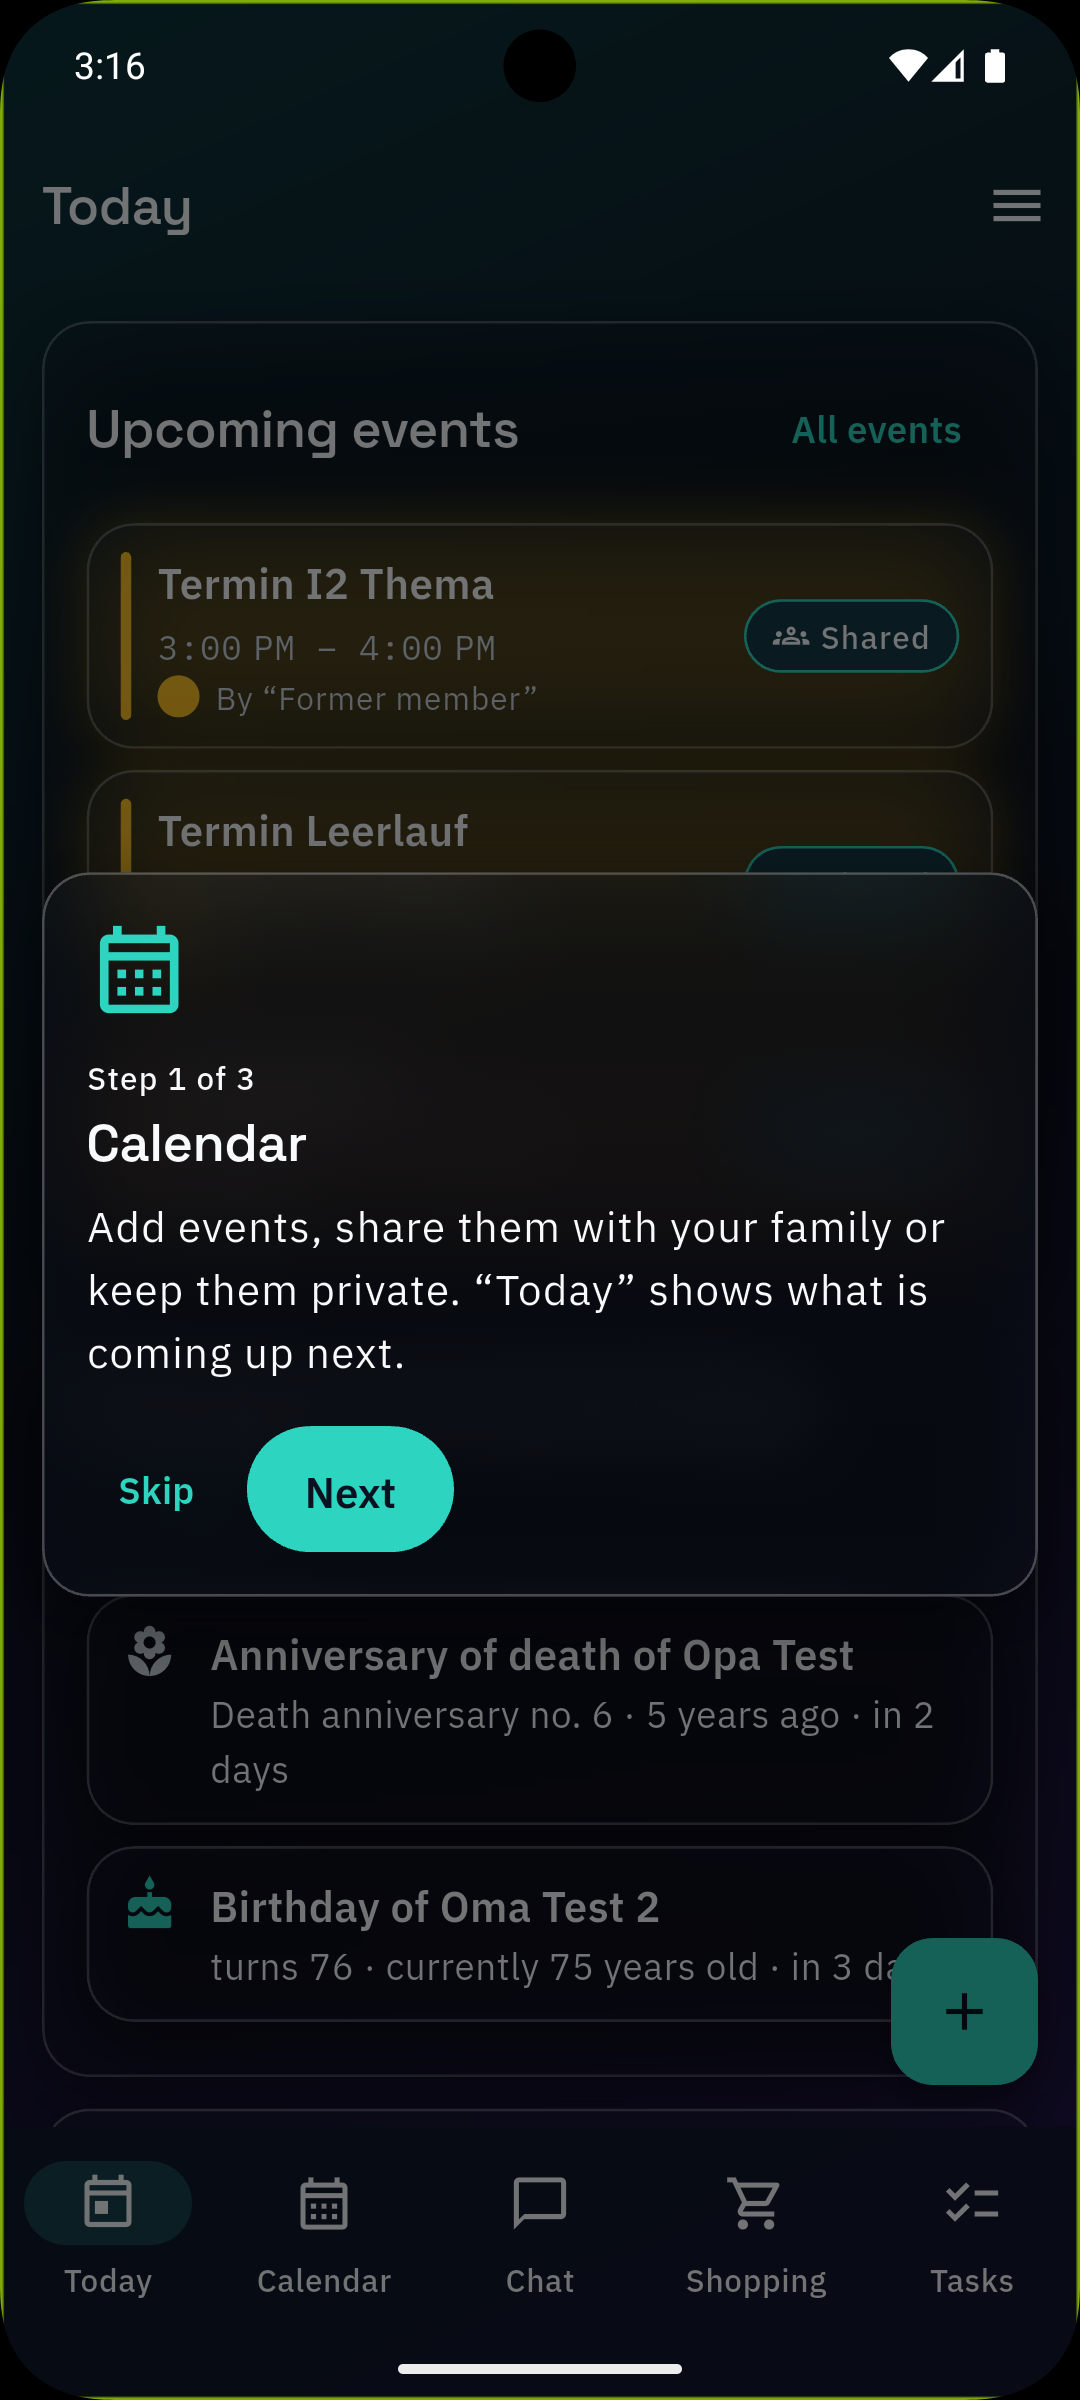 3:16
Today
Upcoming events
All events
Termin I2 Thema
3:00 PM – 4:00 PM
Shared
By “Former member”
Termin Leerlauf
Step 1 of 3
Calendar
Add events, share them with your family or
keep them private. “Today” shows what is
coming up next.
Skip
Next
Anniversary of death of Opa Test
Death anniversary no. 6 · 5 years ago · in 2
days
Birthday of Oma Test 2
turns 76 · currently 75 years old · in 3
Today
Calendar
Chat
Shopping
Tasks